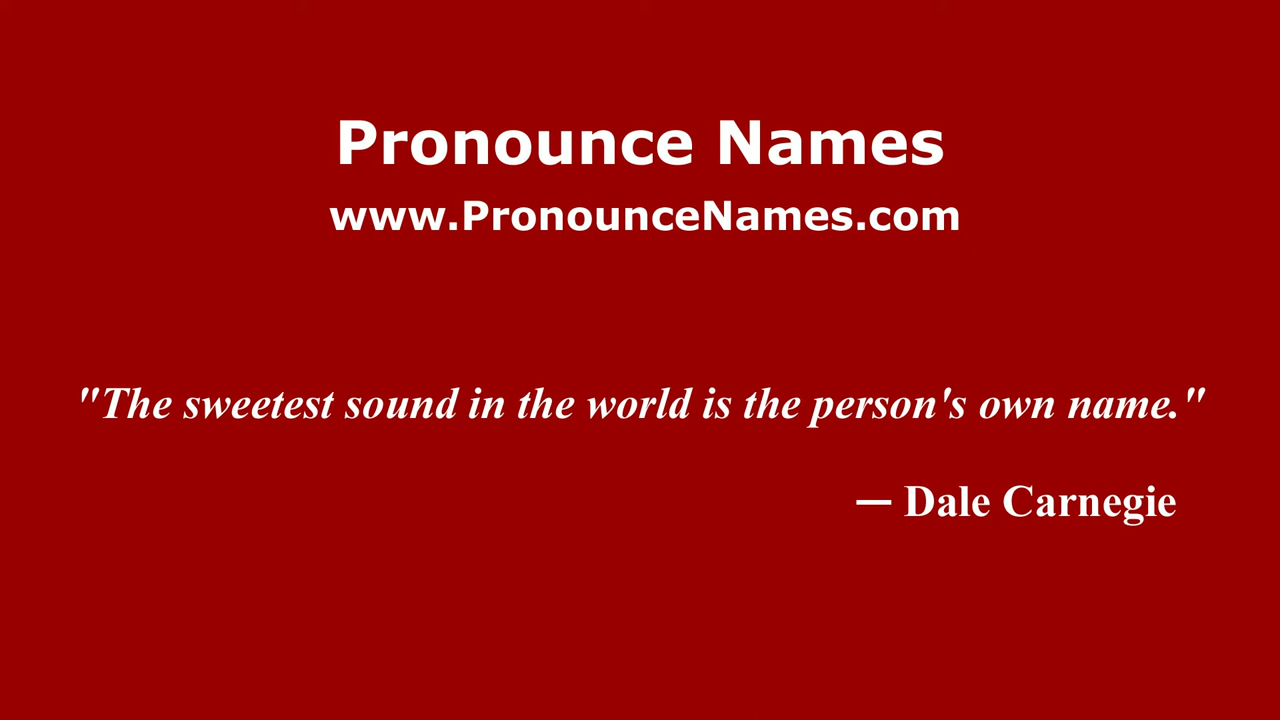 Pronounce Names
www.PronounceNames.com
"The sweetest sound in the world is the person's own name."
— Dale Carnegie